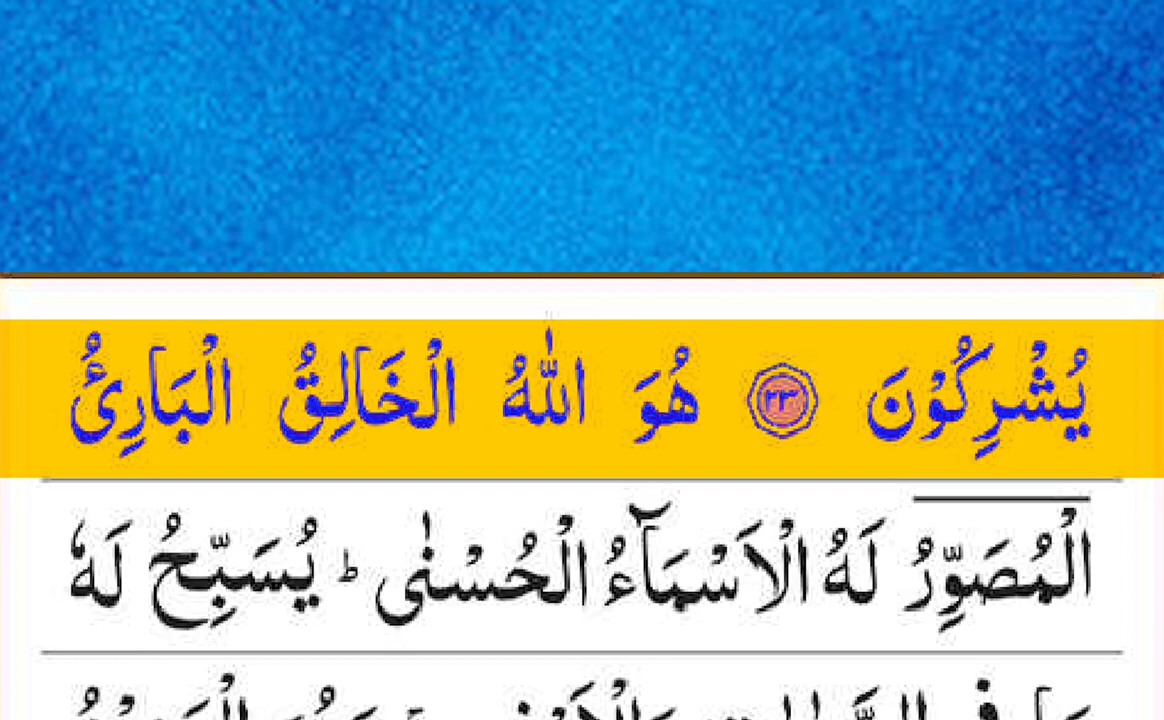 يُشْرِكُوْنَ ﴿٢٣﴾ هُوَ اللّٰهُ الْخَالِقُ الْبَارِئُ
الْمُصَوِّرُ لَهُ الْاَسْمَآءُ الْحُسْنٰى ؕ يُسَبِّحُ لَهٗ